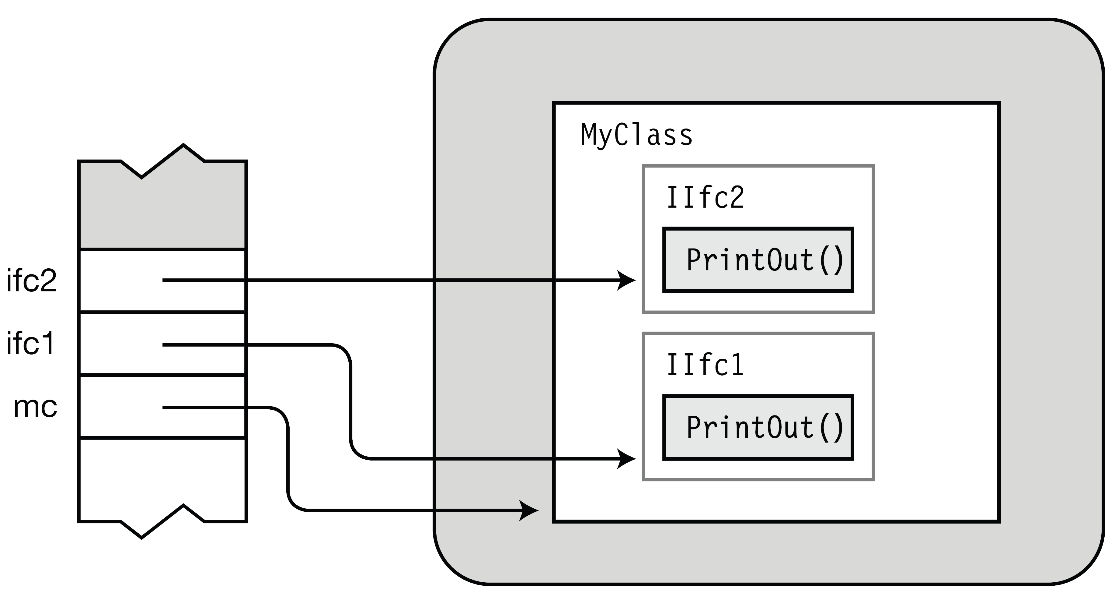 MyClass
IIfc2
PrintOut()
ifc2
ifc1
IIfc1
mc
PrintOut()